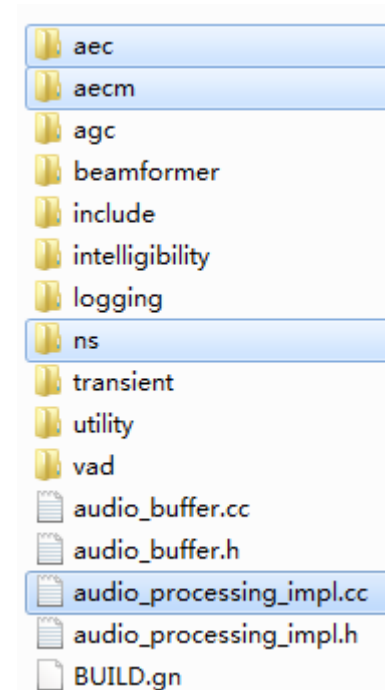 aec
aecm
agc
beamformer
include
intelligibility
logging
ns
transient
utility
vad
audio_buffer.cc
audio_buffer.h
audio_processing_impl.cc
audio_processing_impl.h
BUILD.gn